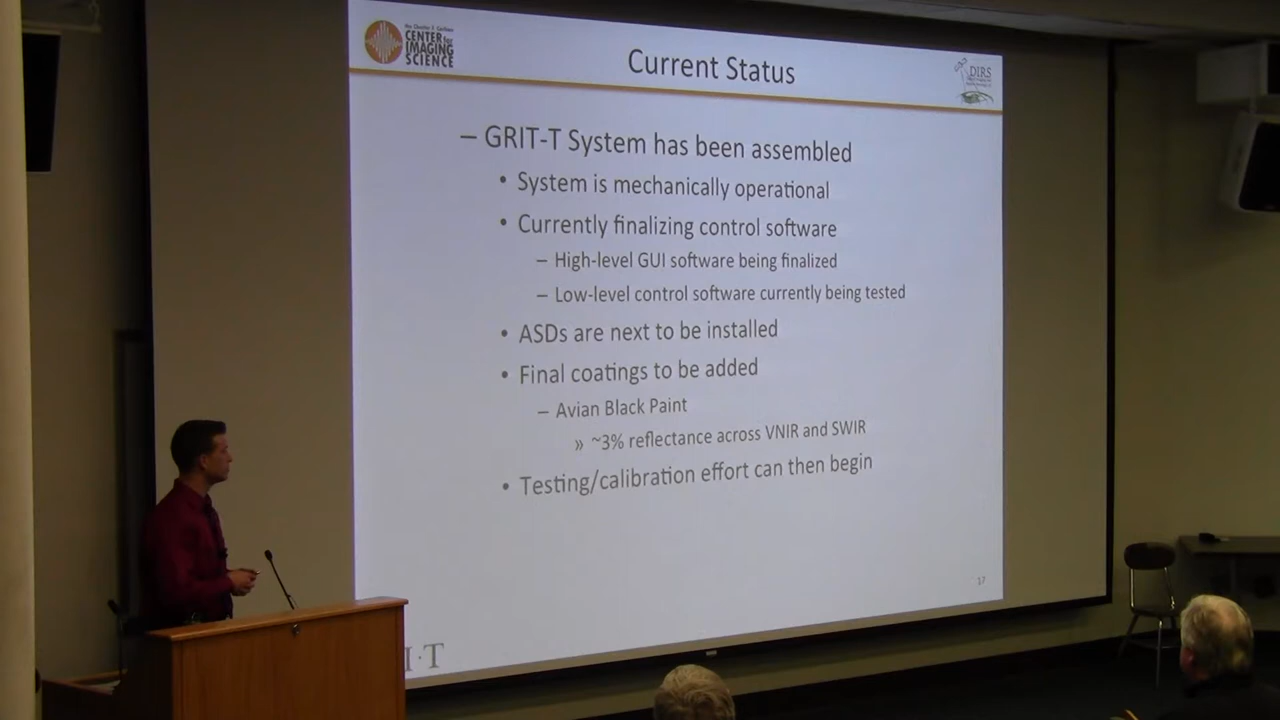 CENTER for
IMAGING
SCIENCE
Current Status
DIRS
– GRIT-T System has been assembled
• System is mechanically operational
• Currently finalizing control software
– High-level GUI software being finalized
– Low-level control software currently being tested
• ASDs are next to be installed
• Final coatings to be added
– Avian Black Paint
» ~3% reflectance across VNIR and SWIR
• Testing/calibration effort can then begin
17
I·T